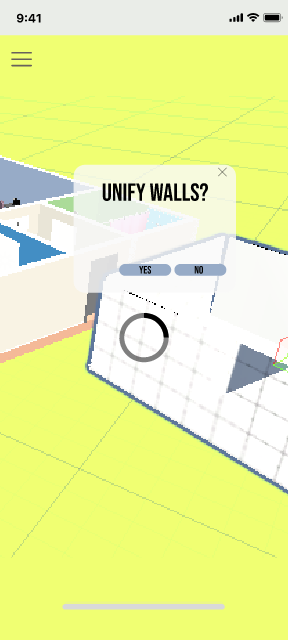 9:41
UNIFY WALLS?
YES
NO